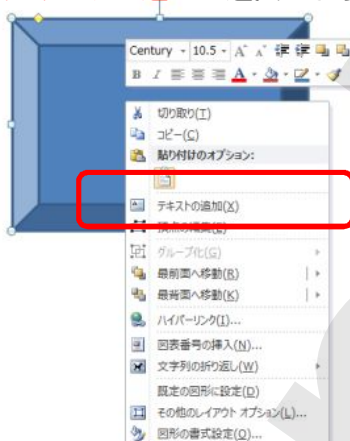 Century 10.5 A A
B I A
切り取り(T)
コピー(C)
貼り付けのオプション:
テキストの追加(X)
頂点の編集(E)
グループ化(G)
最前面へ移動(R)
最背面へ移動(K)
ハイパーリンク(I)...
図表番号の挿入(N)...
文字列の折り返し(W)
既定の図形に設定(D)
その他のレイアウト オプション(L)...
図形の書式設定(O)...